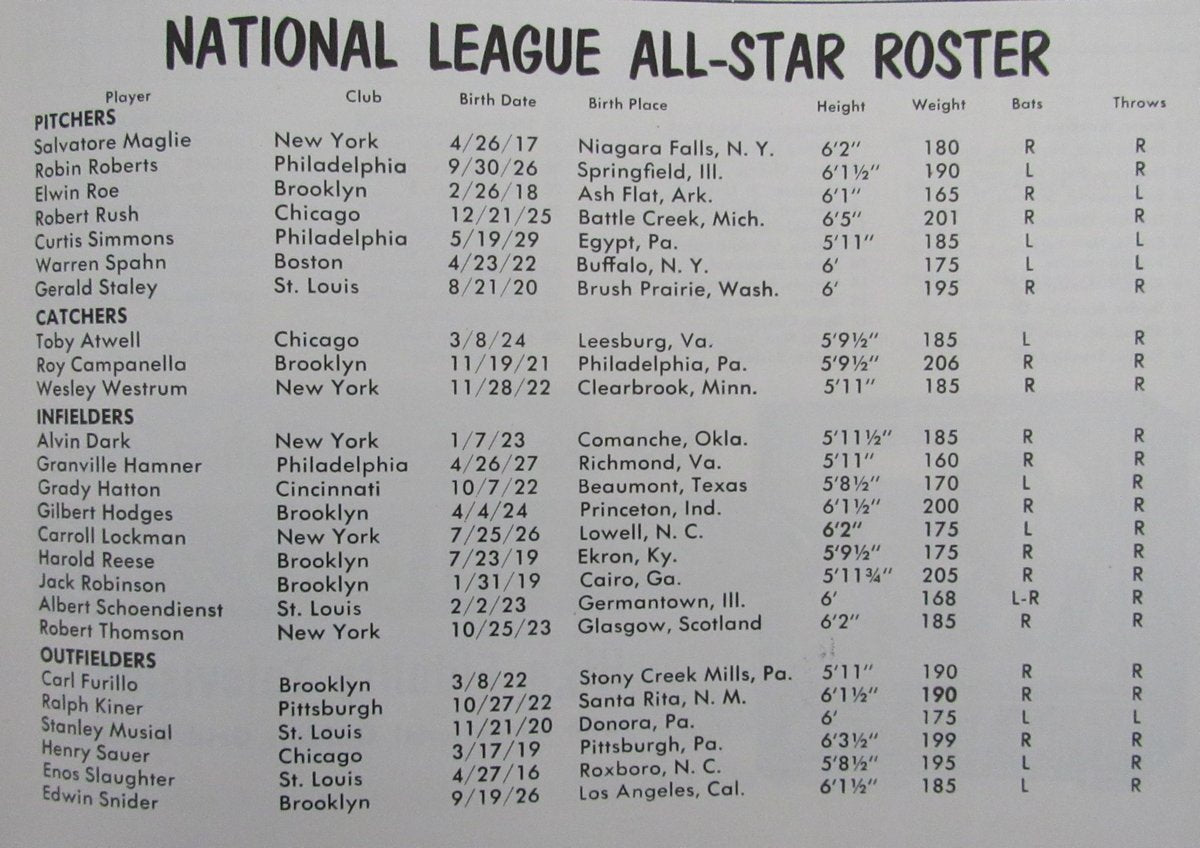 NATIONAL LEAGUE ALL-STAR ROSTER
Player Club Birth Date Birth Place Height Weight Bats Throws
PITCHERS
Salvatore Maglie New York 4/26/17 Niagara Falls, N. Y. 6'2" 180 R R
Robin Roberts Philadelphia 9/30/26 Springfield, Ill. 6'1½" 190 L R
Elwin Roe Brooklyn 2/26/18 Ash Flat, Ark. 6'1" 165 R L
Robert Rush Chicago 12/21/25 Battle Creek, Mich. 6'5" 201 R R
Curtis Simmons Philadelphia 5/19/29 Egypt, Pa. 5'11" 185 L L
Warren Spahn Boston 4/23/22 Buffalo, N. Y. 6' 175 L L
Gerald Staley St. Louis 8/21/20 Brush Prairie, Wash. 6' 195 R R
CATCHERS
Toby Atwell Chicago 3/8/24 Leesburg, Va. 5'9½" 185 L R
Roy Campanella Brooklyn 11/19/21 Philadelphia, Pa. 5'9½" 206 R R
Wesley Westrum New York 11/28/22 Clearbrook, Minn. 5'11" 185 R R
INFIELDERS
Alvin Dark New York 1/7/23 Comanche, Okla. 5'11½" 185 R R
Granville Hamner Philadelphia 4/26/27 Richmond, Va. 5'11" 160 R R
Grady Hatton Cincinnati 10/7/22 Beaumont, Texas 5'8½" 170 L R
Gilbert Hodges Brooklyn 4/4/24 Princeton, Ind. 6'1½" 200 R R
Carroll Lockman New York 7/25/26 Lowell, N. C. 6'2" 175 L R
Harold Reese Brooklyn 7/23/19 Ekron, Ky. 5'9½" 175 R R
Jack Robinson Brooklyn 1/31/19 Cairo, Ga. 5'11¾" 205 R R
Albert Schoendienst St. Louis 2/2/23 Germantown, Ill. 6' 168 L-R R
Robert Thomson New York 10/25/23 Glasgow, Scotland 6'2" 185 R R
OUTFIELDERS
Carl Furillo Brooklyn 3/8/22 Stony Creek Mills, Pa. 5'11" 190 R R
Ralph Kiner Pittsburgh 10/27/22 Santa Rita, N. M. 6'1½" 190 R R
Stanley Musial St. Louis 11/21/20 Donora, Pa. 6' 175 L L
Henry Sauer Chicago 3/17/19 Pittsburgh, Pa. 6'3½" 199 R R
Enos Slaughter St. Louis 4/27/16 Roxboro, N. C. 5'8½" 195 L R
Edwin Snider Brooklyn 9/19/26 Los Angeles, Cal. 6'1½" 185 L R